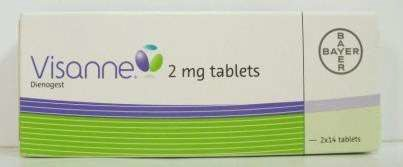 Visanne
Dienogest
2 mg tablets
BAYER
BAYER
2x14 tablets